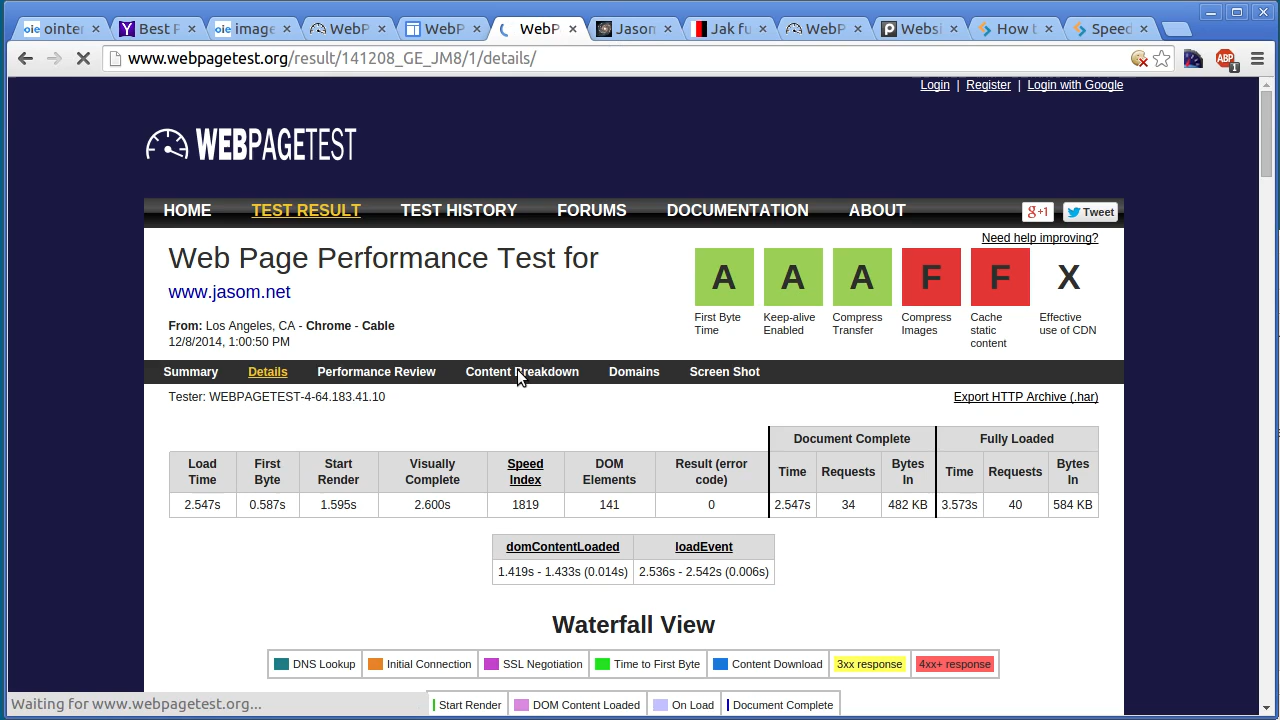 ointer
Best P
image
WebP
WebP
WebP
Jason
Jak fu
WebP
Websi
How t
Speed
www.webpagetest.org/result/141208_GE_JM8/1/details/
ABP
1
Login | Register | Login with Google
WEBPAGETEST
HOME TEST RESULT TEST HISTORY FORUMS DOCUMENTATION ABOUT
g+1 Tweet
Need help improving?
Web Page Performance Test for
www.jasom.net
From: Los Angeles, CA - Chrome - Cable
12/8/2014, 1:00:50 PM
A A A F F X
First Byte Time
Keep-alive Enabled
Compress Transfer
Compress Images
Cache static content
Effective use of CDN
Summary Details Performance Review Content Breakdown Domains Screen Shot
Tester: WEBPAGETEST-4-64.183.41.10
Export HTTP Archive (.har)
Document Complete Fully Loaded
Load Time First Byte Start Render Visually Complete Speed Index DOM Elements Result (error code) Time Requests Bytes In Time Requests Bytes In
2.547s 0.587s 1.595s 2.600s 1819 141 0 2.547s 34 482 KB 3.573s 40 584 KB
domContentLoaded loadEvent
1.419s - 1.433s (0.014s) 2.536s - 2.542s (0.006s)
Waterfall View
DNS Lookup Initial Connection SSL Negotiation Time to First Byte Content Download 3xx response 4xx+ response
Start Render DOM Content Loaded On Load Document Complete
Waiting for www.webpagetest.org...